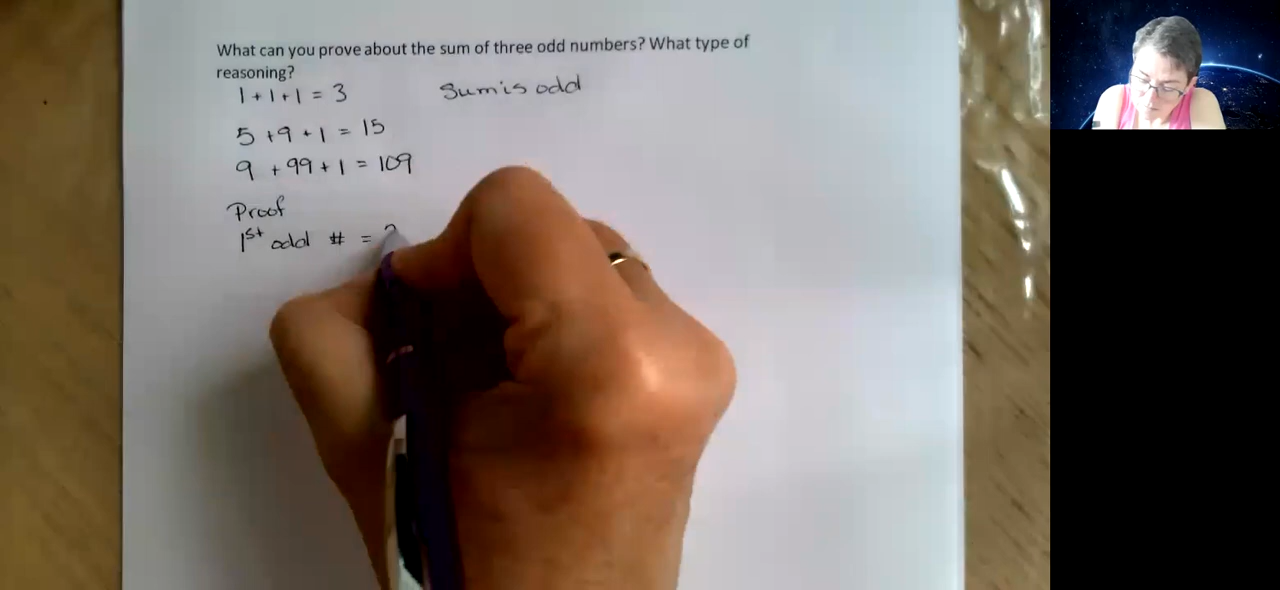 What can you prove about the sum of three odd numbers? What type of
reasoning?
1 + 1 + 1 = 3
Sum is odd
5 + 9 + 1 = 15
9 + 99 + 1 = 109
Proof
1st odd # =